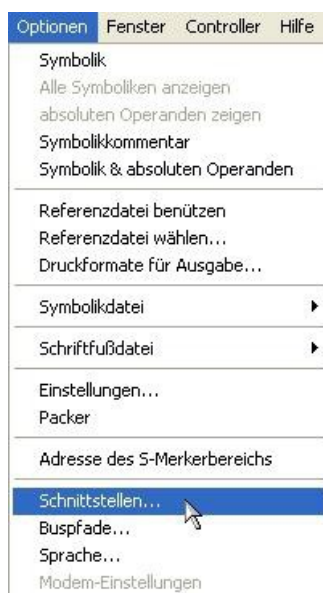 Optionen Fenster Controller Hilfe
Symbolik
Alle Symboliken anzeigen
absoluten Operanden zeigen
Symbolikkommentar
Symbolik & absoluten Operanden
Referenzdatei benützen
Referenzdatei wählen...
Druckformate für Ausgabe...
Symbolikdatei
Schriftfußdatei
Einstellungen...
Packer
Adresse des S-Merkerbereichs
Schnittstellen...
Buspfade...
Sprache...
Modem-Einstellungen